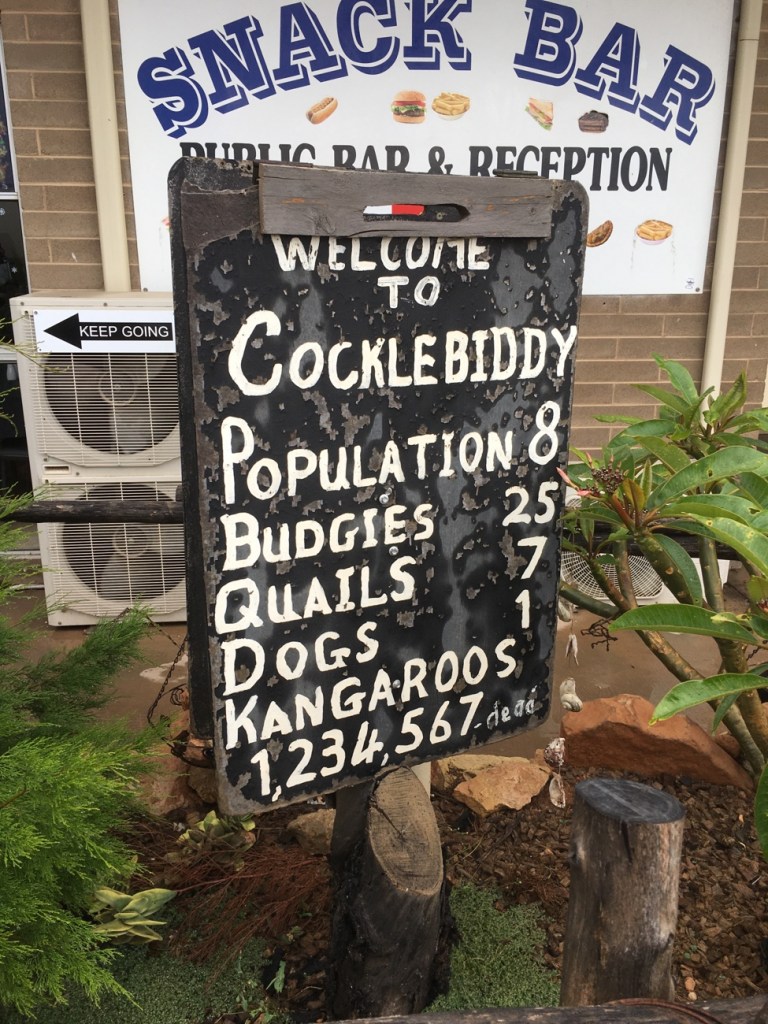 SNACK BAR
PUBLIC BAR & RECEPTION
WELCOME
TO
KEEP GOING
COCKLEBIDDY
POPULATION 8
BUDGIES 25
QUAILS 7
DOGS 1
KANGAROOS
1,234,567 -dead